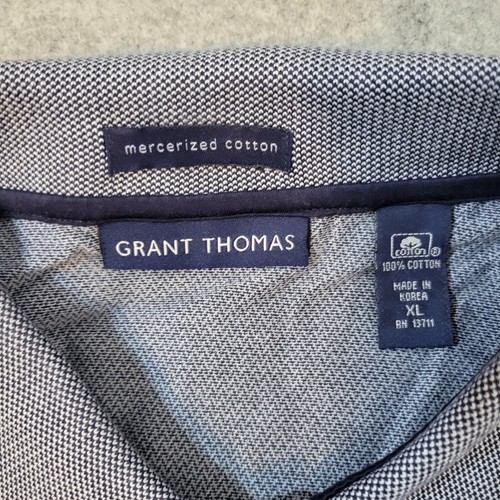 mercerized cotton
GRANT THOMAS
cotton ®
100% COTTON
MADE IN
KOREA
XL
RN 13711